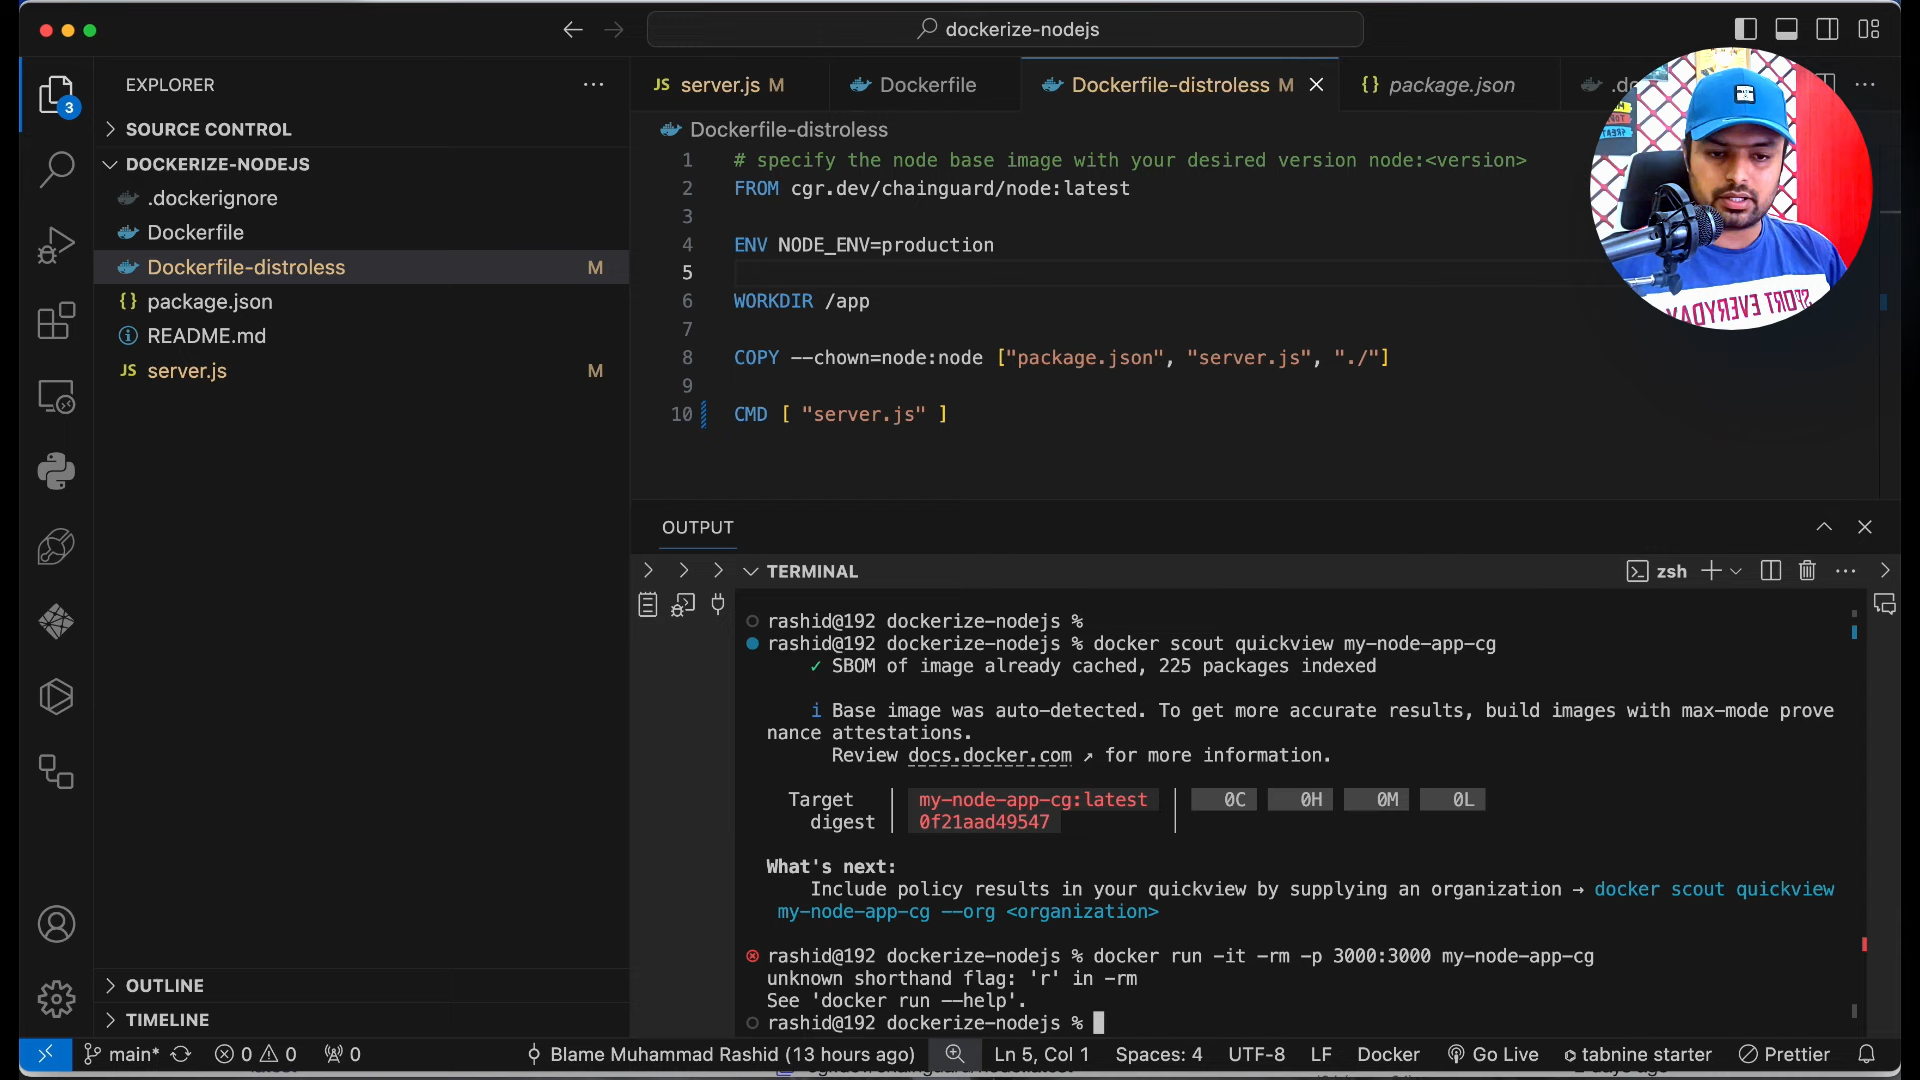 dockerize-nodejs
EXPLORER
3
SOURCE CONTROL
DOCKERIZE-NODEJS
.dockerignore
Dockerfile
Dockerfile-distroless M
{} package.json
README.md
JS server.js M
OUTLINE
TIMELINE
JS server.js M
Dockerfile
Dockerfile-distroless M
{} package.json
Dockerfile-distroless
1 # specify the node base image with your desired version node:<version>
2 FROM cgr.dev/chainguard/node:latest
3
4 ENV NODE_ENV=production
5
6 WORKDIR /app
7
8 COPY --chown=node:node ["package.json", "server.js", "./"]
9
10 CMD [ "server.js" ]
OUTPUT
TERMINAL
zsh
rashid@192 dockerize-nodejs %
rashid@192 dockerize-nodejs % docker scout quickview my-node-app-cg
✓ SBOM of image already cached, 225 packages indexed
i Base image was auto-detected. To get more accurate results, build images with max-mode prove
nance attestations.
Review docs.docker.com ↗ for more information.
Target │ my-node-app-cg:latest │ 0C 0H 0M 0L
digest │ 0f21aad49547 │
What's next:
Include policy results in your quickview by supplying an organization → docker scout quickview
my-node-app-cg --org <organization>
rashid@192 dockerize-nodejs % docker run -it -rm -p 3000:3000 my-node-app-cg
unknown shorthand flag: 'r' in -rm
See 'docker run --help'.
rashid@192 dockerize-nodejs %
main* 0 0 0 Blame Muhammad Rashid (13 hours ago) Ln 5, Col 1 Spaces: 4 UTF-8 LF Docker Go Live tabnine starter Prettier